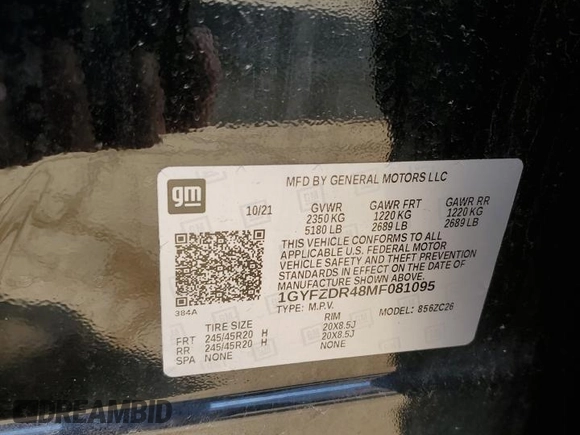 gm
MFD BY GENERAL MOTORS LLC
10/21 GVWR GAWR FRT GAWR RR
2350 KG 1220 KG 1220 KG
5180 LB 2689 LB 2689 LB
THIS VEHICLE CONFORMS TO ALL
APPLICABLE U.S. FEDERAL MOTOR
VEHICLE SAFETY AND THEFT PREVENTION
STANDARDS IN EFFECT ON THE DATE OF
MANUFACTURE SHOWN ABOVE.
1GYFZDR48MF081095
384A
TYPE: M.P.V. MODEL: 856ZC26
TIRE SIZE RIM
FRT 245/45R20 H 20X8.5J
RR 245/45R20 H 20X8.5J
SPA NONE NONE
DREAMBID